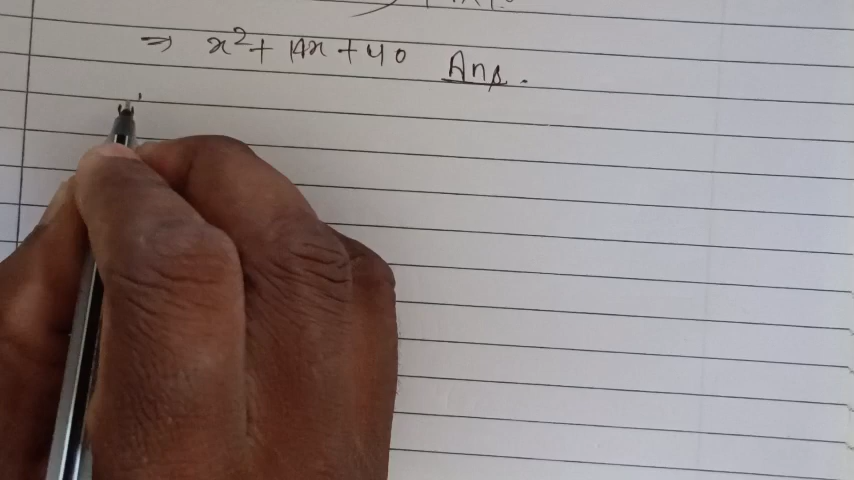 ⇒ x² + 14x + 40 Ans.